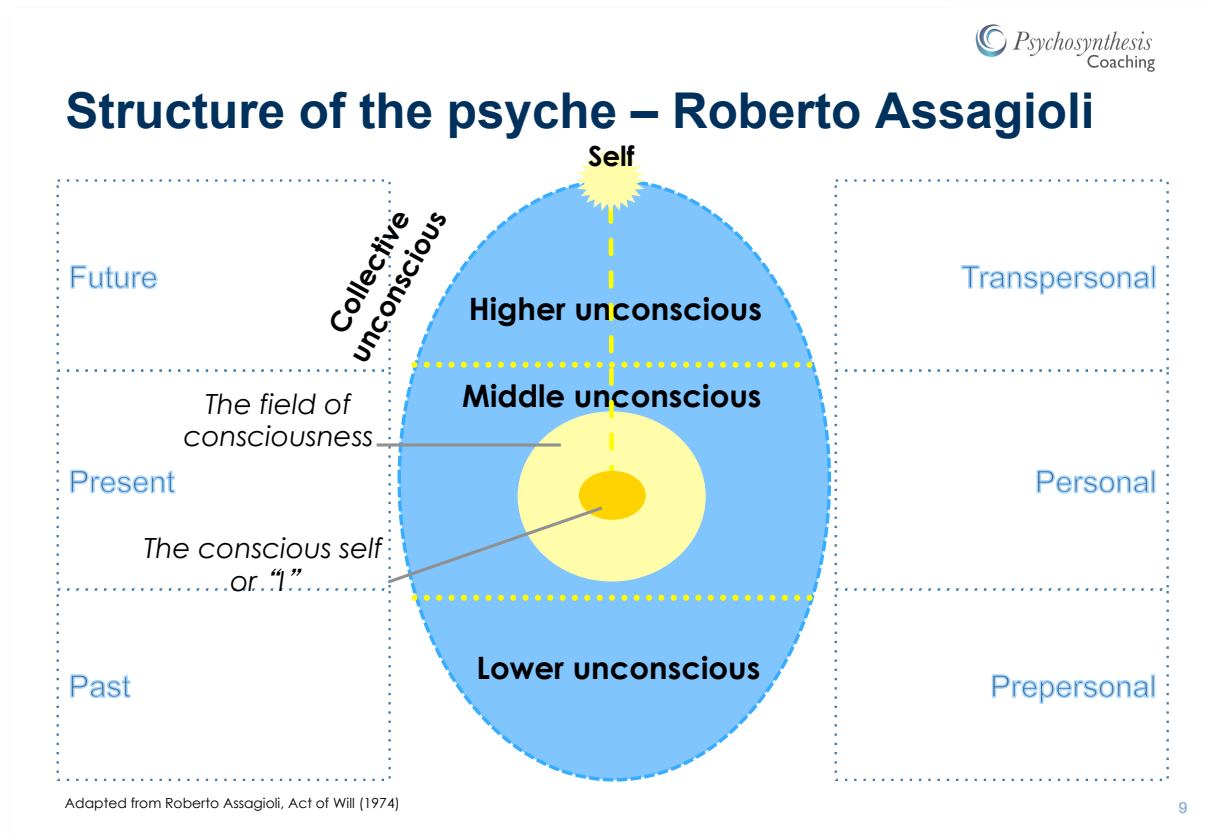 Psychosynthesis
Coaching
Structure of the psyche – Roberto Assagioli
Self
Collective
unconscious
Future
Transpersonal
Higher unconscious
Middle unconscious
The field of
consciousness
Present
Personal
The conscious self
or “I”
Lower unconscious
Past
Prepersonal
Adapted from Roberto Assagioli, Act of Will (1974)
9